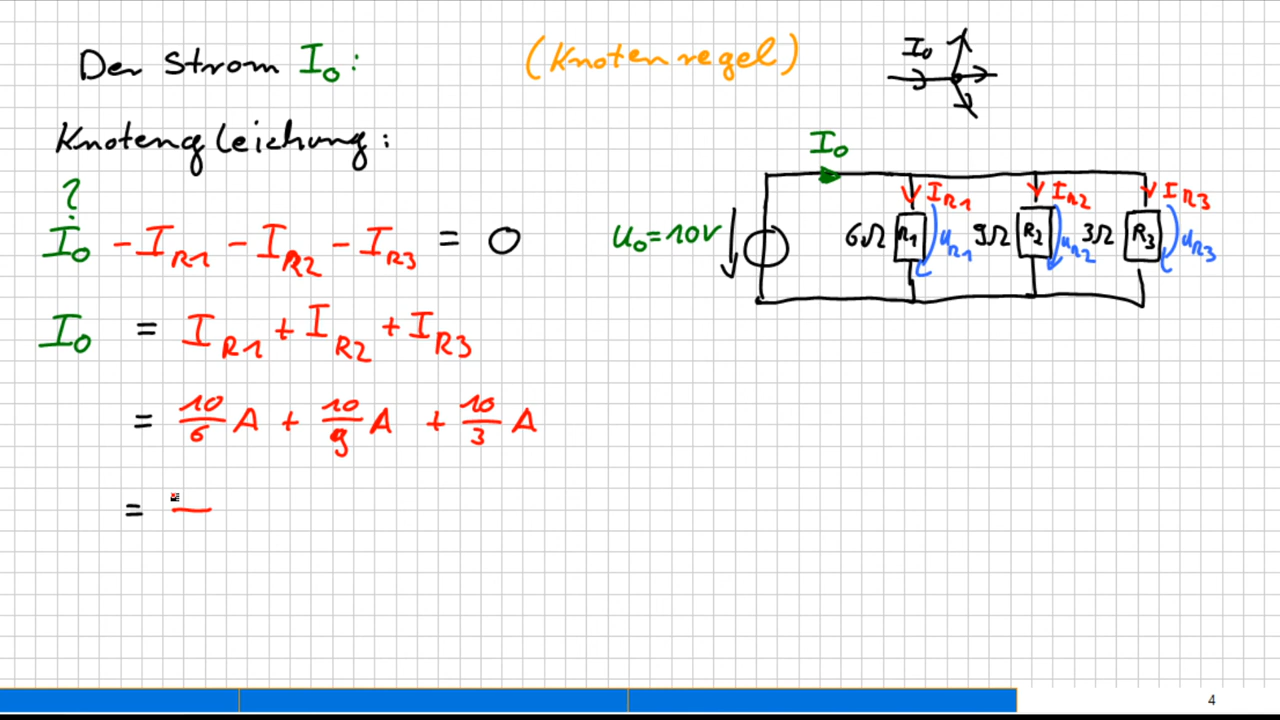 Der Strom I0:
(Knotenregel)
I0
Knotengleichung:
I0
?
I0 - IR1 - IR2 - IR3 = 0
IR1 IR2 IR3
U0=10V 6Ω R1 UR1 9Ω R2 UR2 3Ω R3 UR3
I0 = IR1 + IR2 + IR3
= 10/6 A + 10/9 A + 10/3 A
=
4